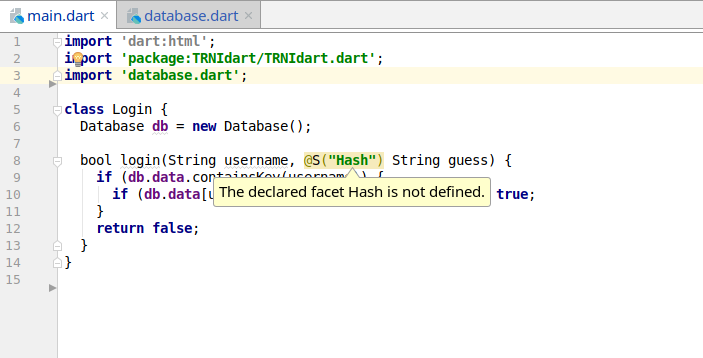 main.dart database.dart
1 import 'dart:html';
2 import 'package:TRNIdart/TRNIdart.dart';
3 import 'database.dart';
4
5 class Login {
6 Database db = new Database();
7
8 bool login(String username, @S("Hash") String guess) {
9 if (db.data.containsKey(username)) {
The declared facet Hash is not defined.
10 if (db.data[u true;
11 }
12 return false;
13 }
14 }
15